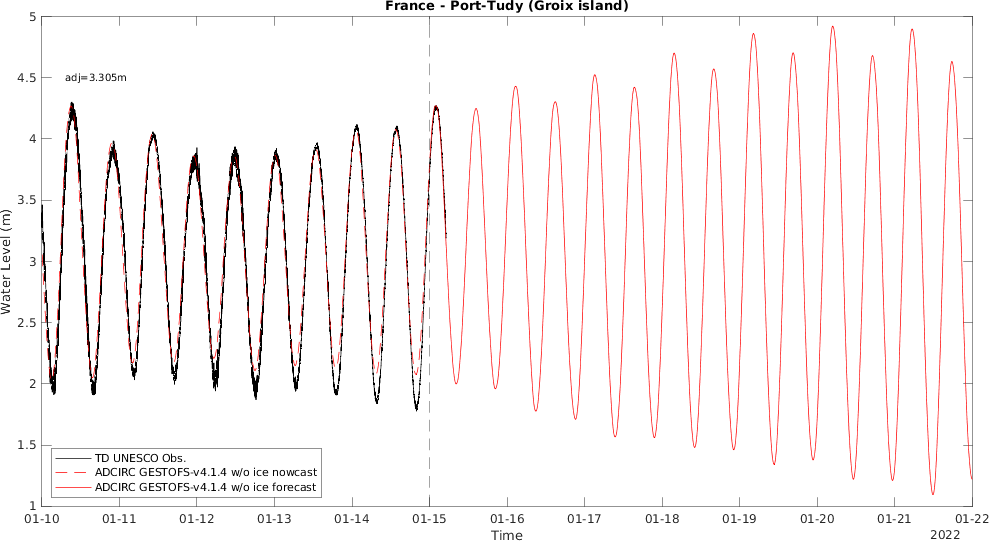 France - Port-Tudy (Groix island)
5
4.5
4
3.5
3
2.5
2
1.5
1
Water Level (m)
adj=3.305m
TD UNESCO Obs.
ADCIRC GESTOFS-v4.1.4 w/o ice nowcast
ADCIRC GESTOFS-v4.1.4 w/o ice forecast
01-10 01-11 01-12 01-13 01-14 01-15 01-16 01-17 01-18 01-19 01-20 01-21 01-22
Time
2022